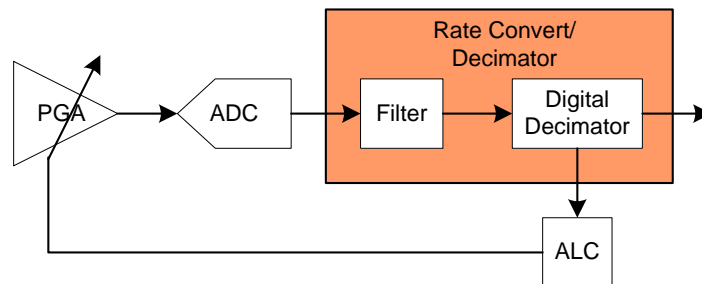 Rate Convert/
Decimator
PGA
ADC
Filter
Digital
Decimator
ALC